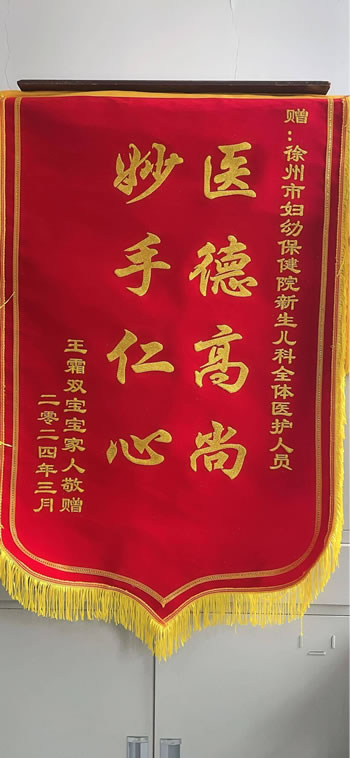 赠：徐州市妇幼保健院新生儿科全体医护人员
医德高尚
妙手仁心
王霜双宝宝家人敬赠
二零二四年三月